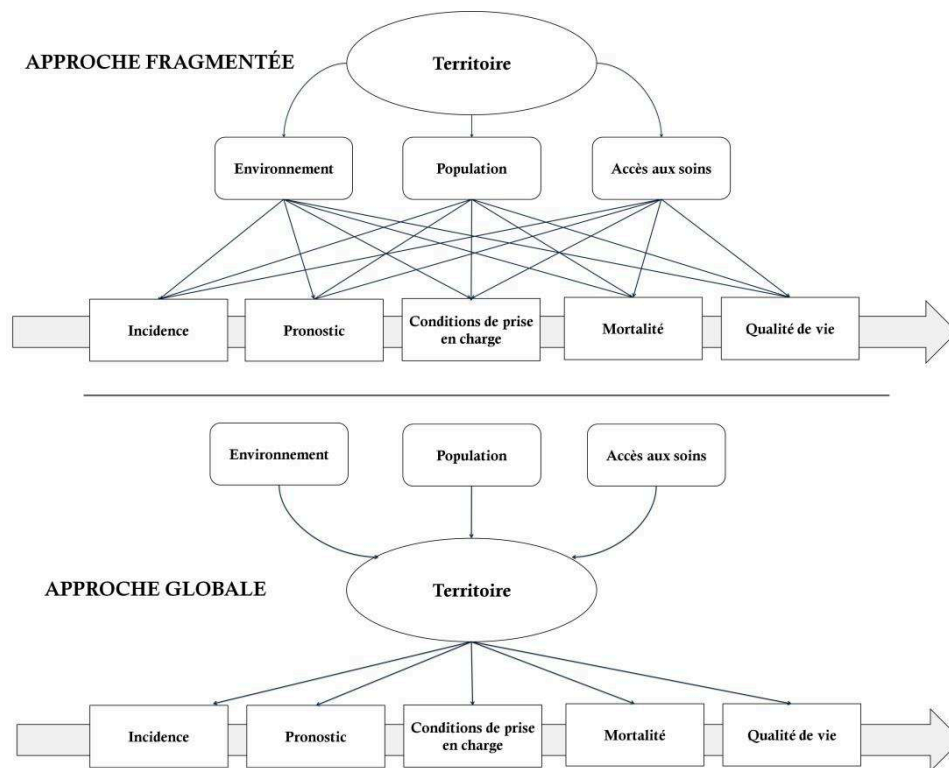 APPROCHE FRAGMENTÉE
Territoire
Environnement
Population
Accès aux soins
Incidence
Pronostic
Conditions de prise
en charge
Mortalité
Qualité de vie
Environnement
Population
Accès aux soins
APPROCHE GLOBALE
Territoire
Incidence
Pronostic
Conditions de prise
en charge
Mortalité
Qualité de vie